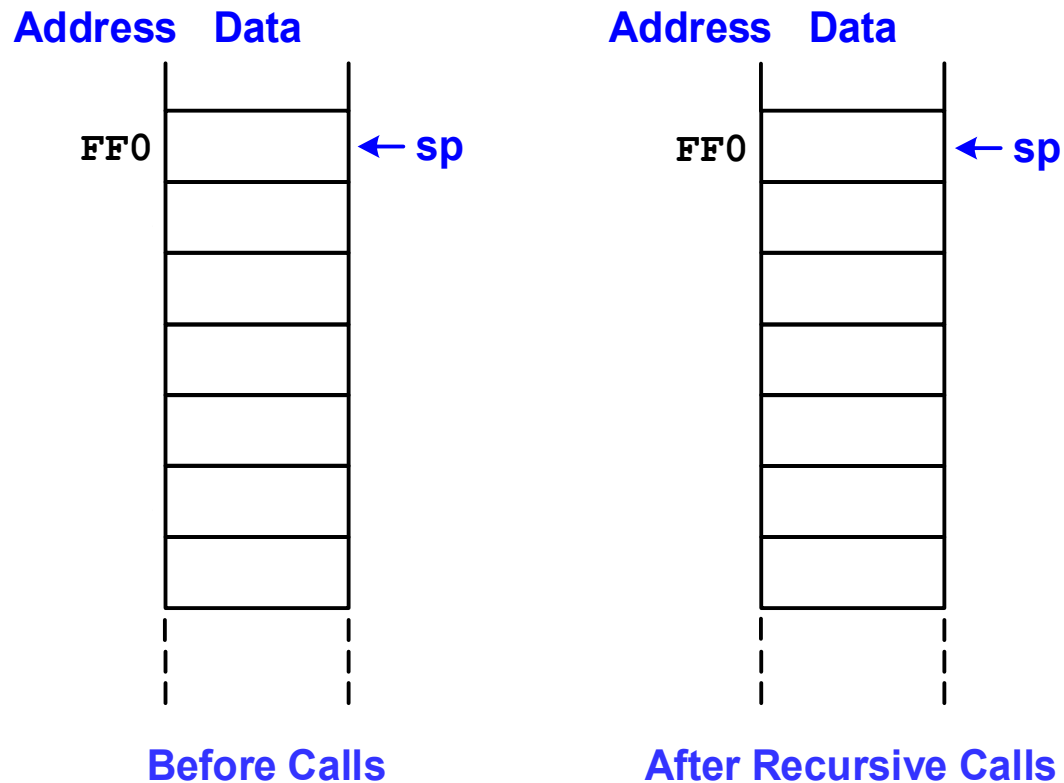 Address Data
Address Data
FF0
sp
FF0
sp
Before Calls
After Recursive Calls